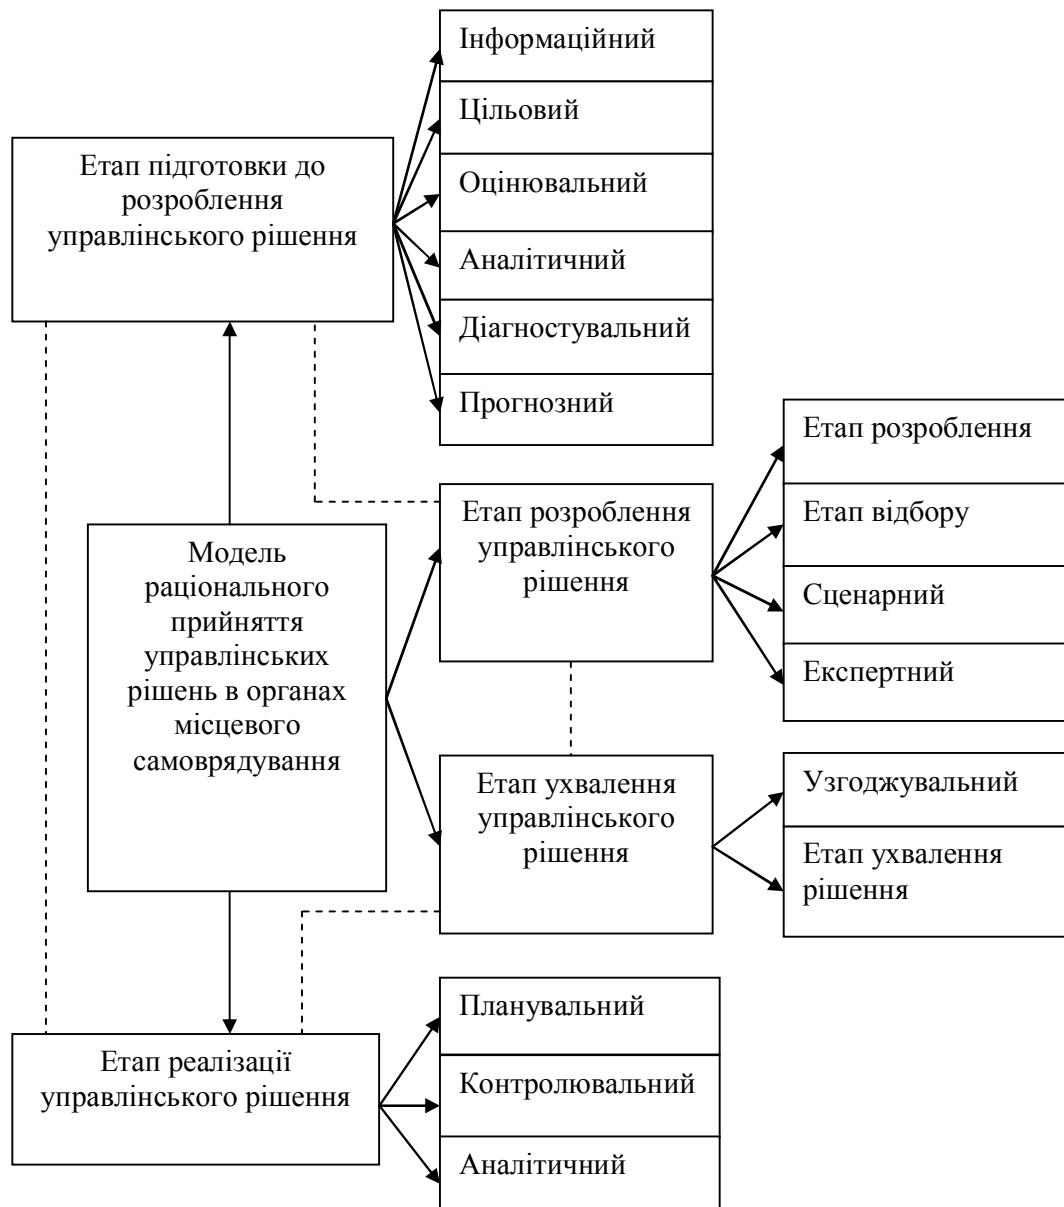 Інформаційний
Цільовий
Оцінювальний
Аналітичний
Діагностувальний
Прогнозний
Етап підготовки до
розроблення
управлінського рішення
Етап розроблення
Етап відбору
Сценарний
Експертний
Етап розроблення
управлінського
рішення
Модель
раціонального
прийняття
управлінських
рішень в органах
місцевого
самоврядування
Етап ухвалення
управлінського
рішення
Узгоджувальний
Етап ухвалення
рішення
Етап реалізації
управлінського рішення
Планувальний
Контролювальний
Аналітичний